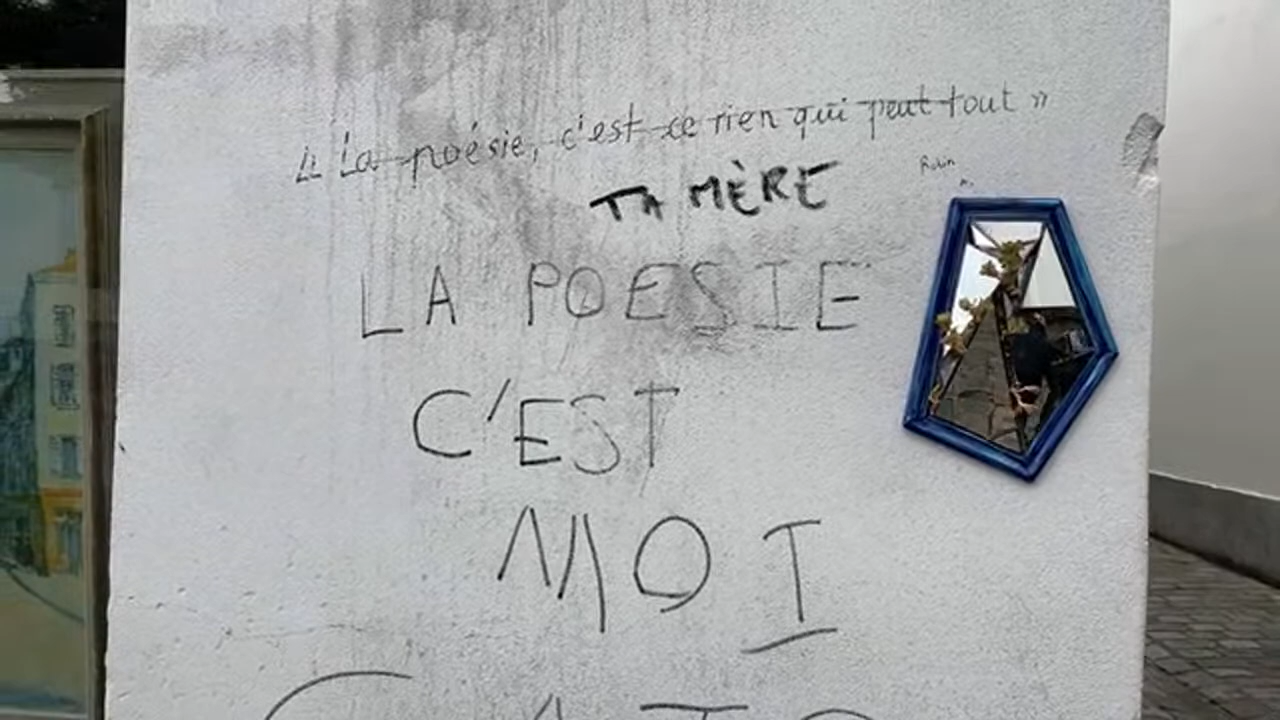 « La poésie, c'est ce rien qui peut tout »
TA MÈRE
Robin
LA POESIE
C'EST
MOI